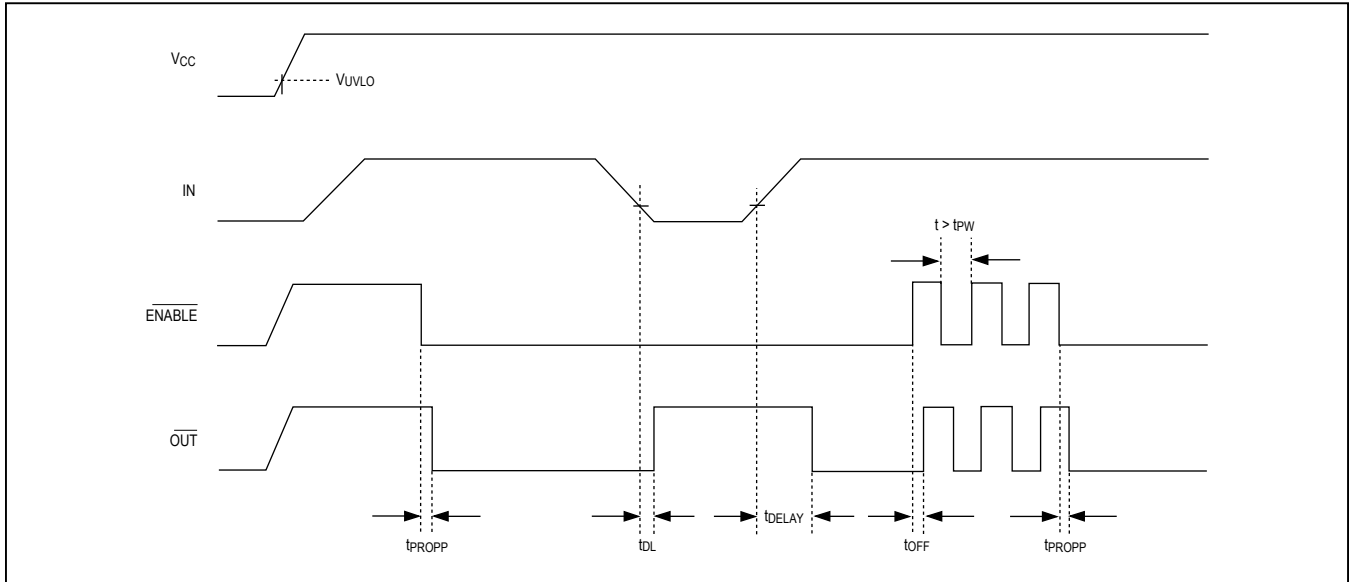 VCC
VUVLO
IN
t > tPW
ENABLE
OUT
tDELAY
tPROPP
tDL
tOFF
tPROPP